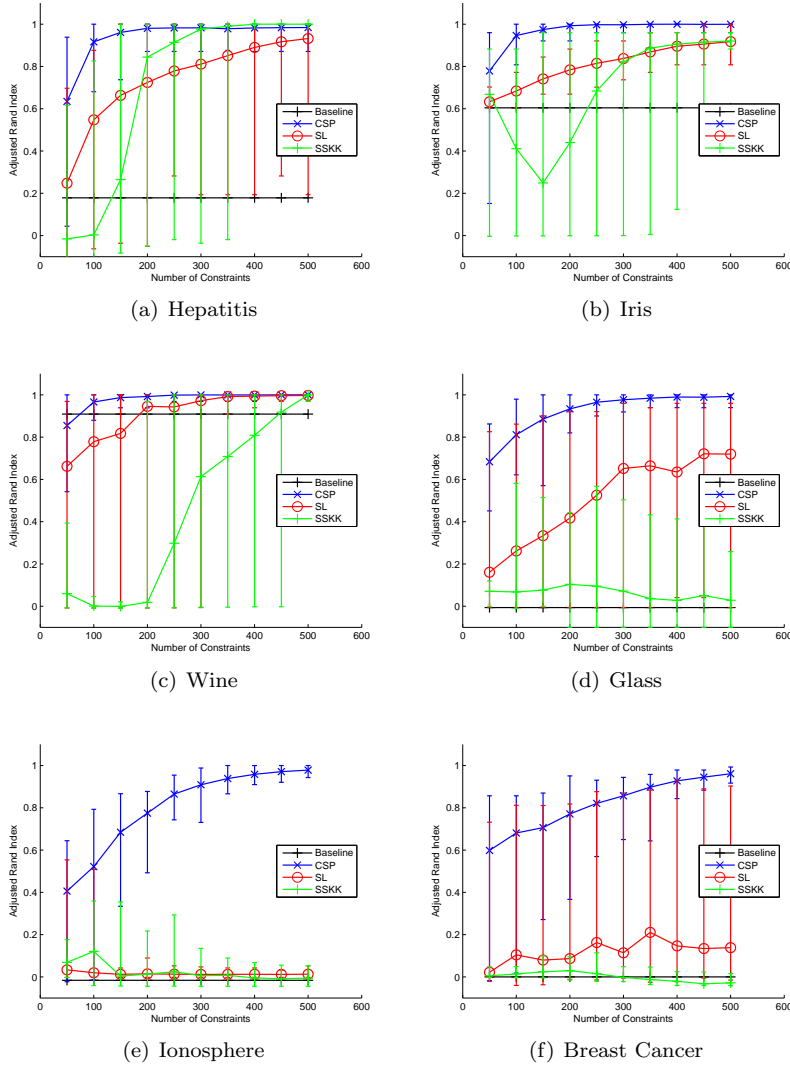 1
0.8
0.6
0.4
0.2
0
Adjusted Rand Index
0 100 200 300 400 500 600
Number of Constraints
Baseline
CSP
SL
SSKK
(a) Hepatitis
1
0.8
0.6
0.4
0.2
0
Adjusted Rand Index
0 100 200 300 400 500 600
Number of Constraints
Baseline
CSP
SL
SSKK
(b) Iris
1
0.8
0.6
0.4
0.2
0
Adjusted Rand Index
0 100 200 300 400 500 600
Number of Constraints
Baseline
CSP
SL
SSKK
(c) Wine
1
0.8
0.6
0.4
0.2
0
Adjusted Rand Index
0 100 200 300 400 500 600
Number of Constraints
Baseline
CSP
SL
SSKK
(d) Glass
1
0.8
0.6
0.4
0.2
0
Adjusted Rand Index
0 100 200 300 400 500 600
Number of Constraints
Baseline
CSP
SL
SSKK
(e) Ionosphere
1
0.8
0.6
0.4
0.2
0
Adjusted Rand Index
0 100 200 300 400 500 600
Number of Constraints
Baseline
CSP
SL
SSKK
(f) Breast Cancer